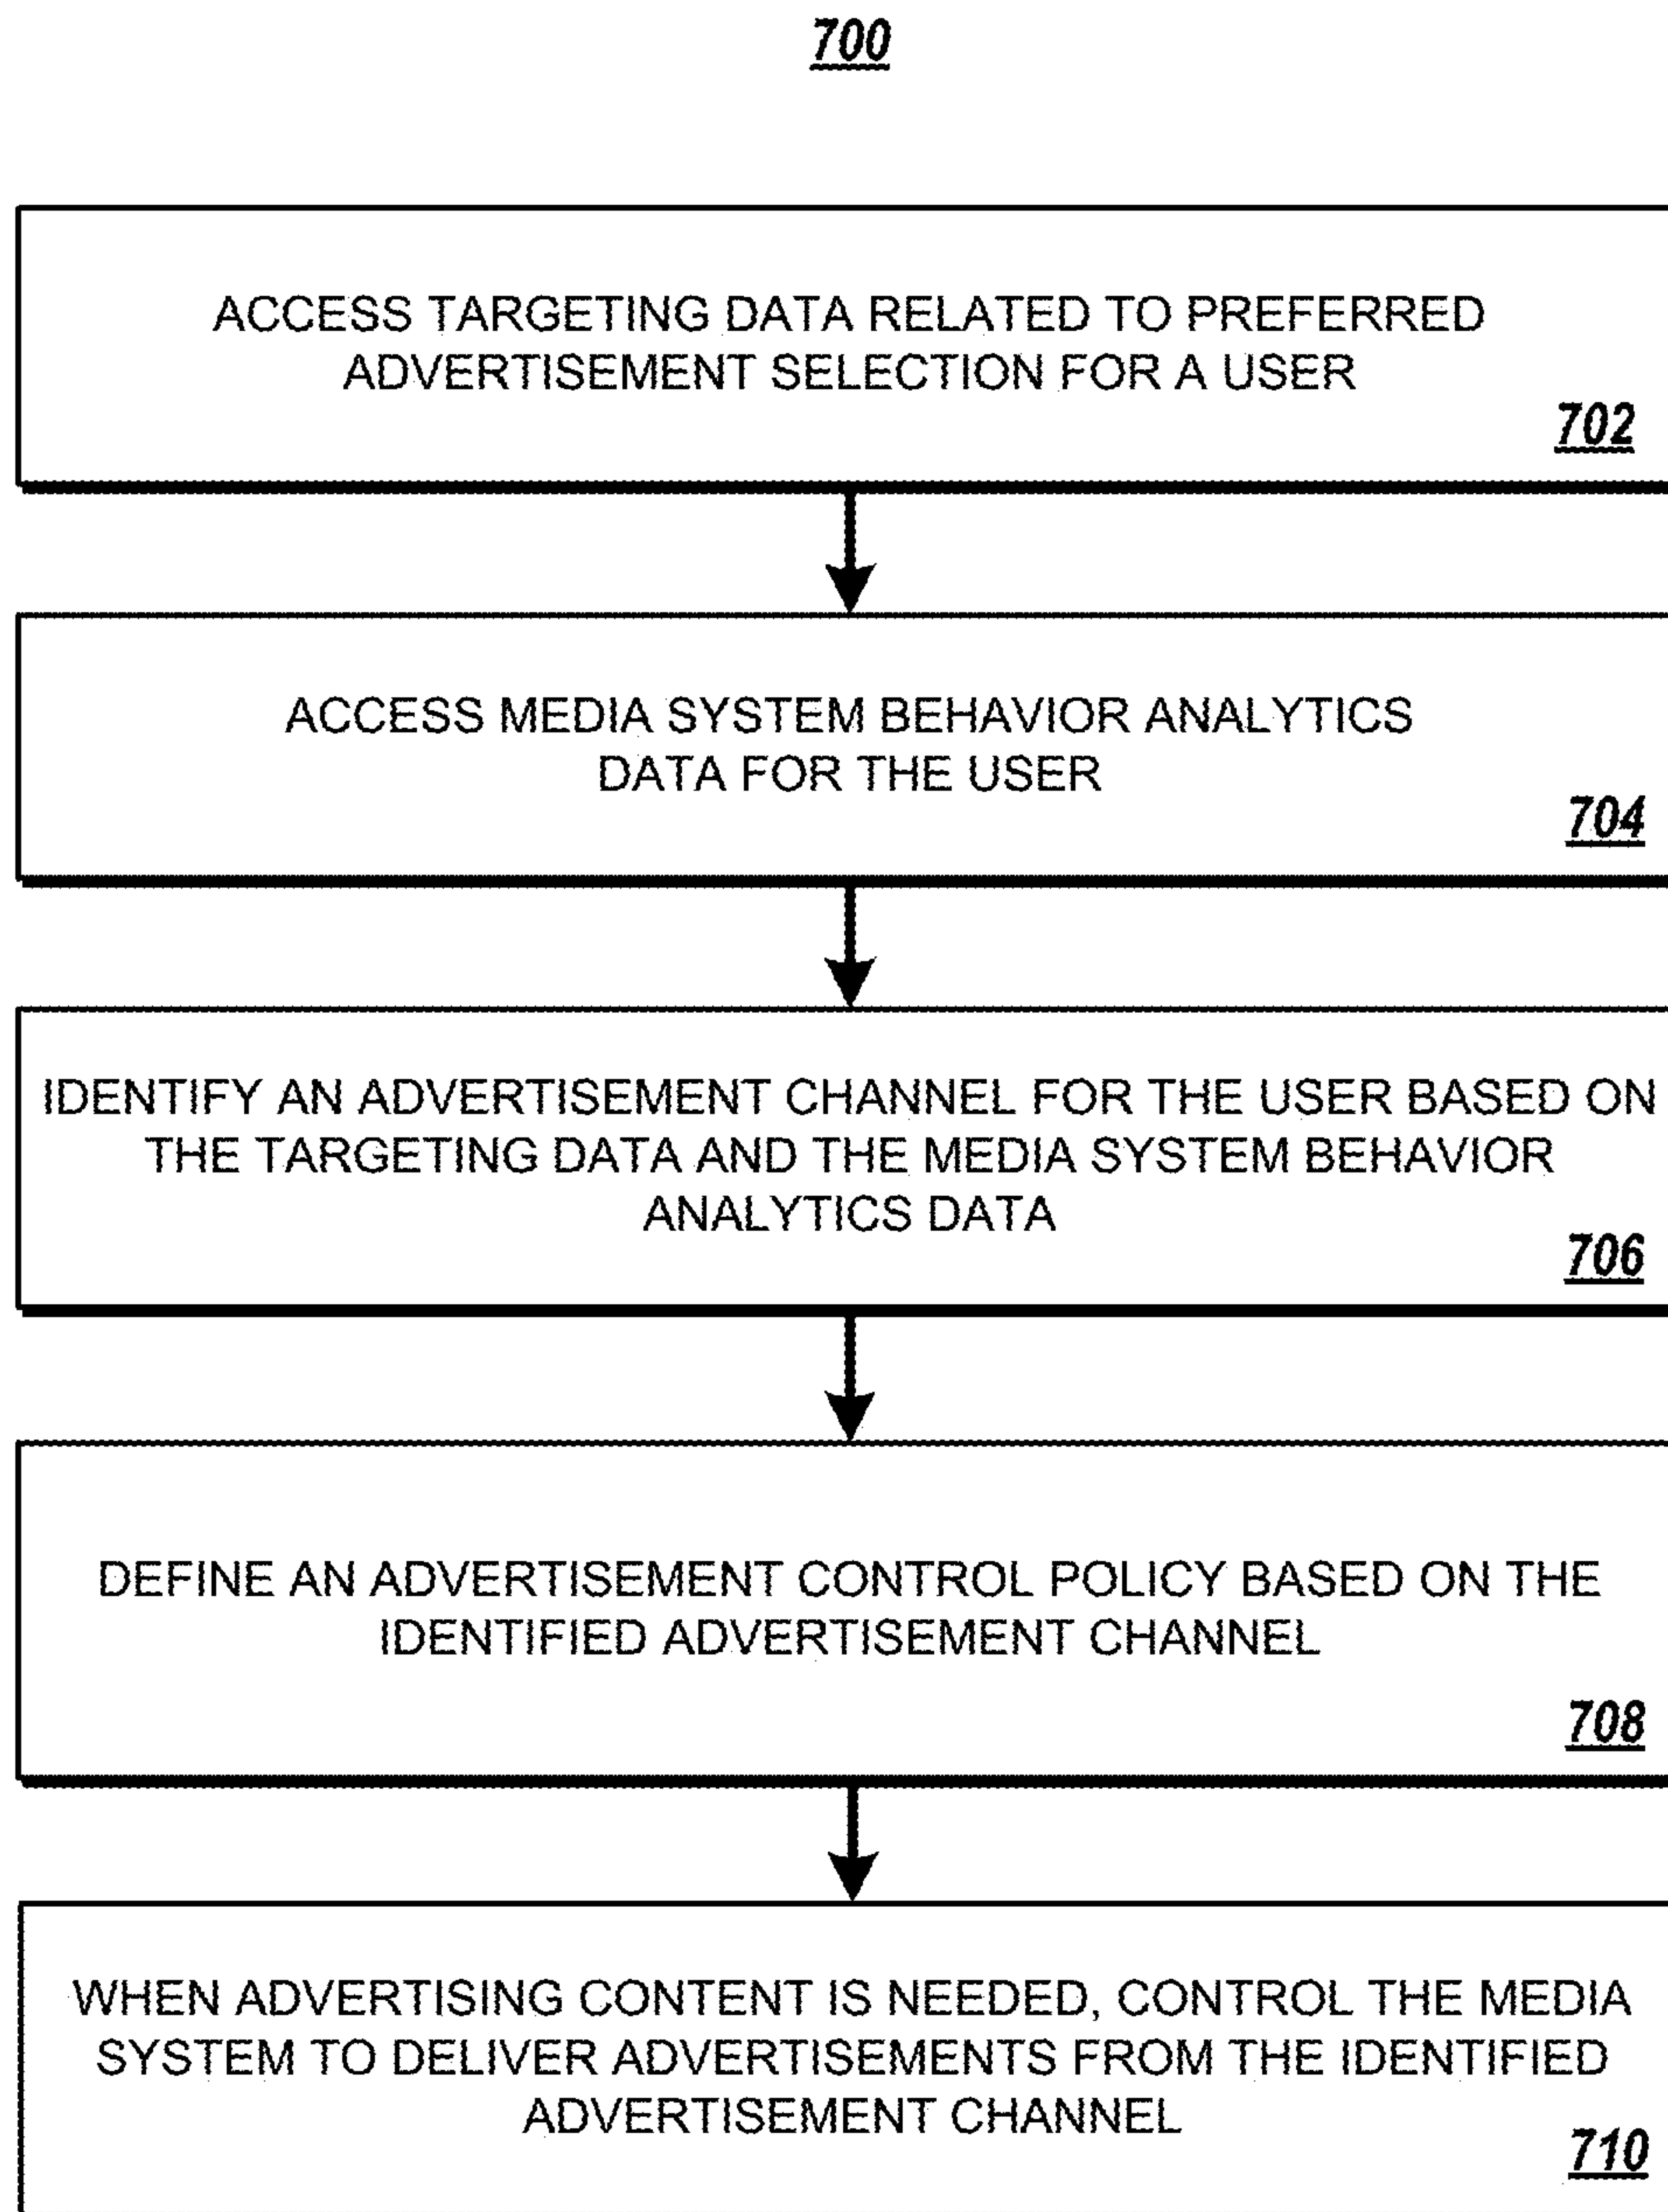 700
ACCESS TARGETING DATA RELATED TO PREFERRED
ADVERTISEMENT SELECTION FOR A USER
702
ACCESS MEDIA SYSTEM BEHAVIOR ANALYTICS
DATA FOR THE USER
704
IDENTIFY AN ADVERTISEMENT CHANNEL FOR THE USER BASED ON
THE TARGETING DATA AND THE MEDIA SYSTEM BEHAVIOR
ANALYTICS DATA
706
DEFINE AN ADVERTISEMENT CONTROL POLICY BASED ON THE
IDENTIFIED ADVERTISEMENT CHANNEL
708
WHEN ADVERTISING CONTENT IS NEEDED, CONTROL THE MEDIA
SYSTEM TO DELIVER ADVERTISEMENTS FROM THE IDENTIFIED
ADVERTISEMENT CHANNEL
710